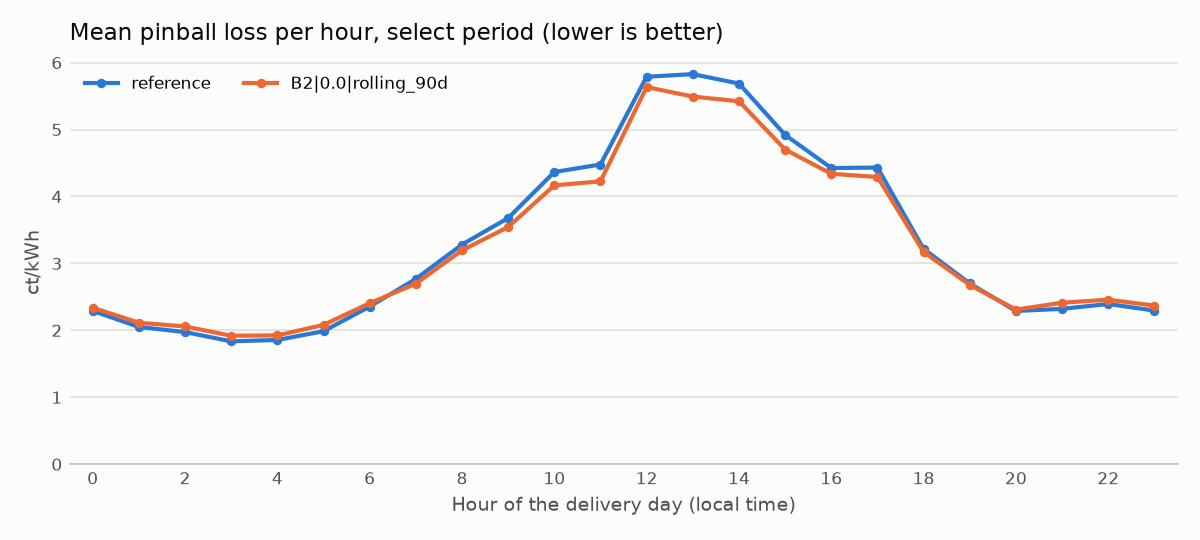 Mean pinball loss per hour, select period (lower is better)
reference
B2|0.0|rolling_90d
ct/kWh
6
5
4
3
2
1
0
0 2 4 6 8 10 12 14 16 18 20 22
Hour of the delivery day (local time)